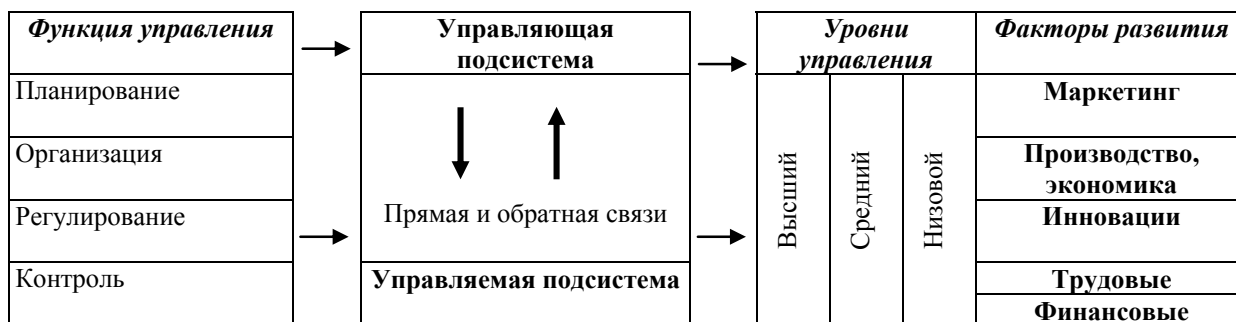 Функция управления
Планирование
Организация
Регулирование
Контроль
Управляющая
подсистема
Прямая и обратная связи
Управляемая подсистема
Уровни
управления
Высший
Средний
Низовой
Факторы развития
Маркетинг
Производство,
экономика
Инновации
Трудовые
Финансовые